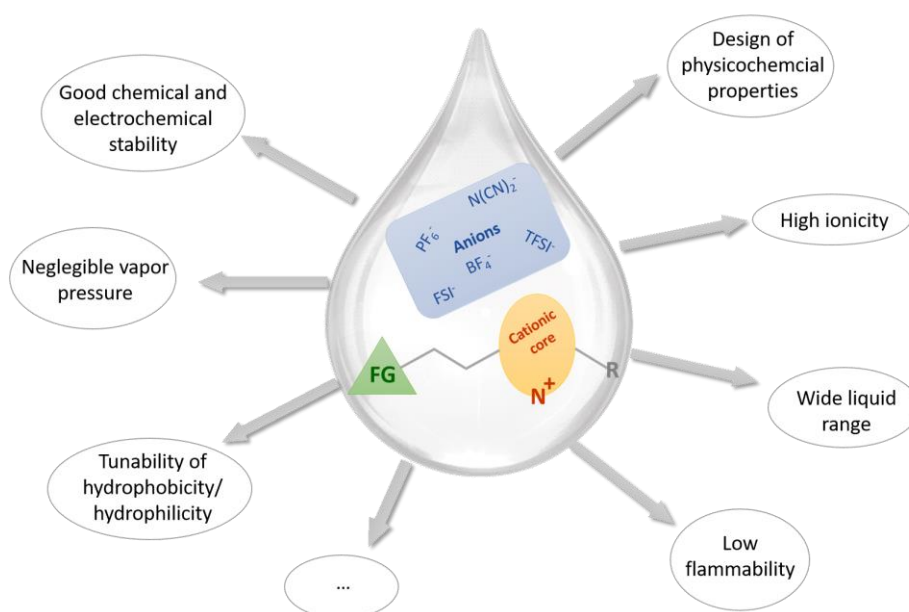 Design of
physicochemcial
properties
Good chemical and
electrochemical
stability
N(CN)₂⁻
PF₆⁻
Anions
TFSI⁻
BF₄⁻
FSI⁻
High ionicity
Neglegible vapor
pressure
Cationic
core
FG
N⁺
R
Wide liquid
range
Tunability of
hydrophobicity/
hydrophilicity
Low
flammability
...